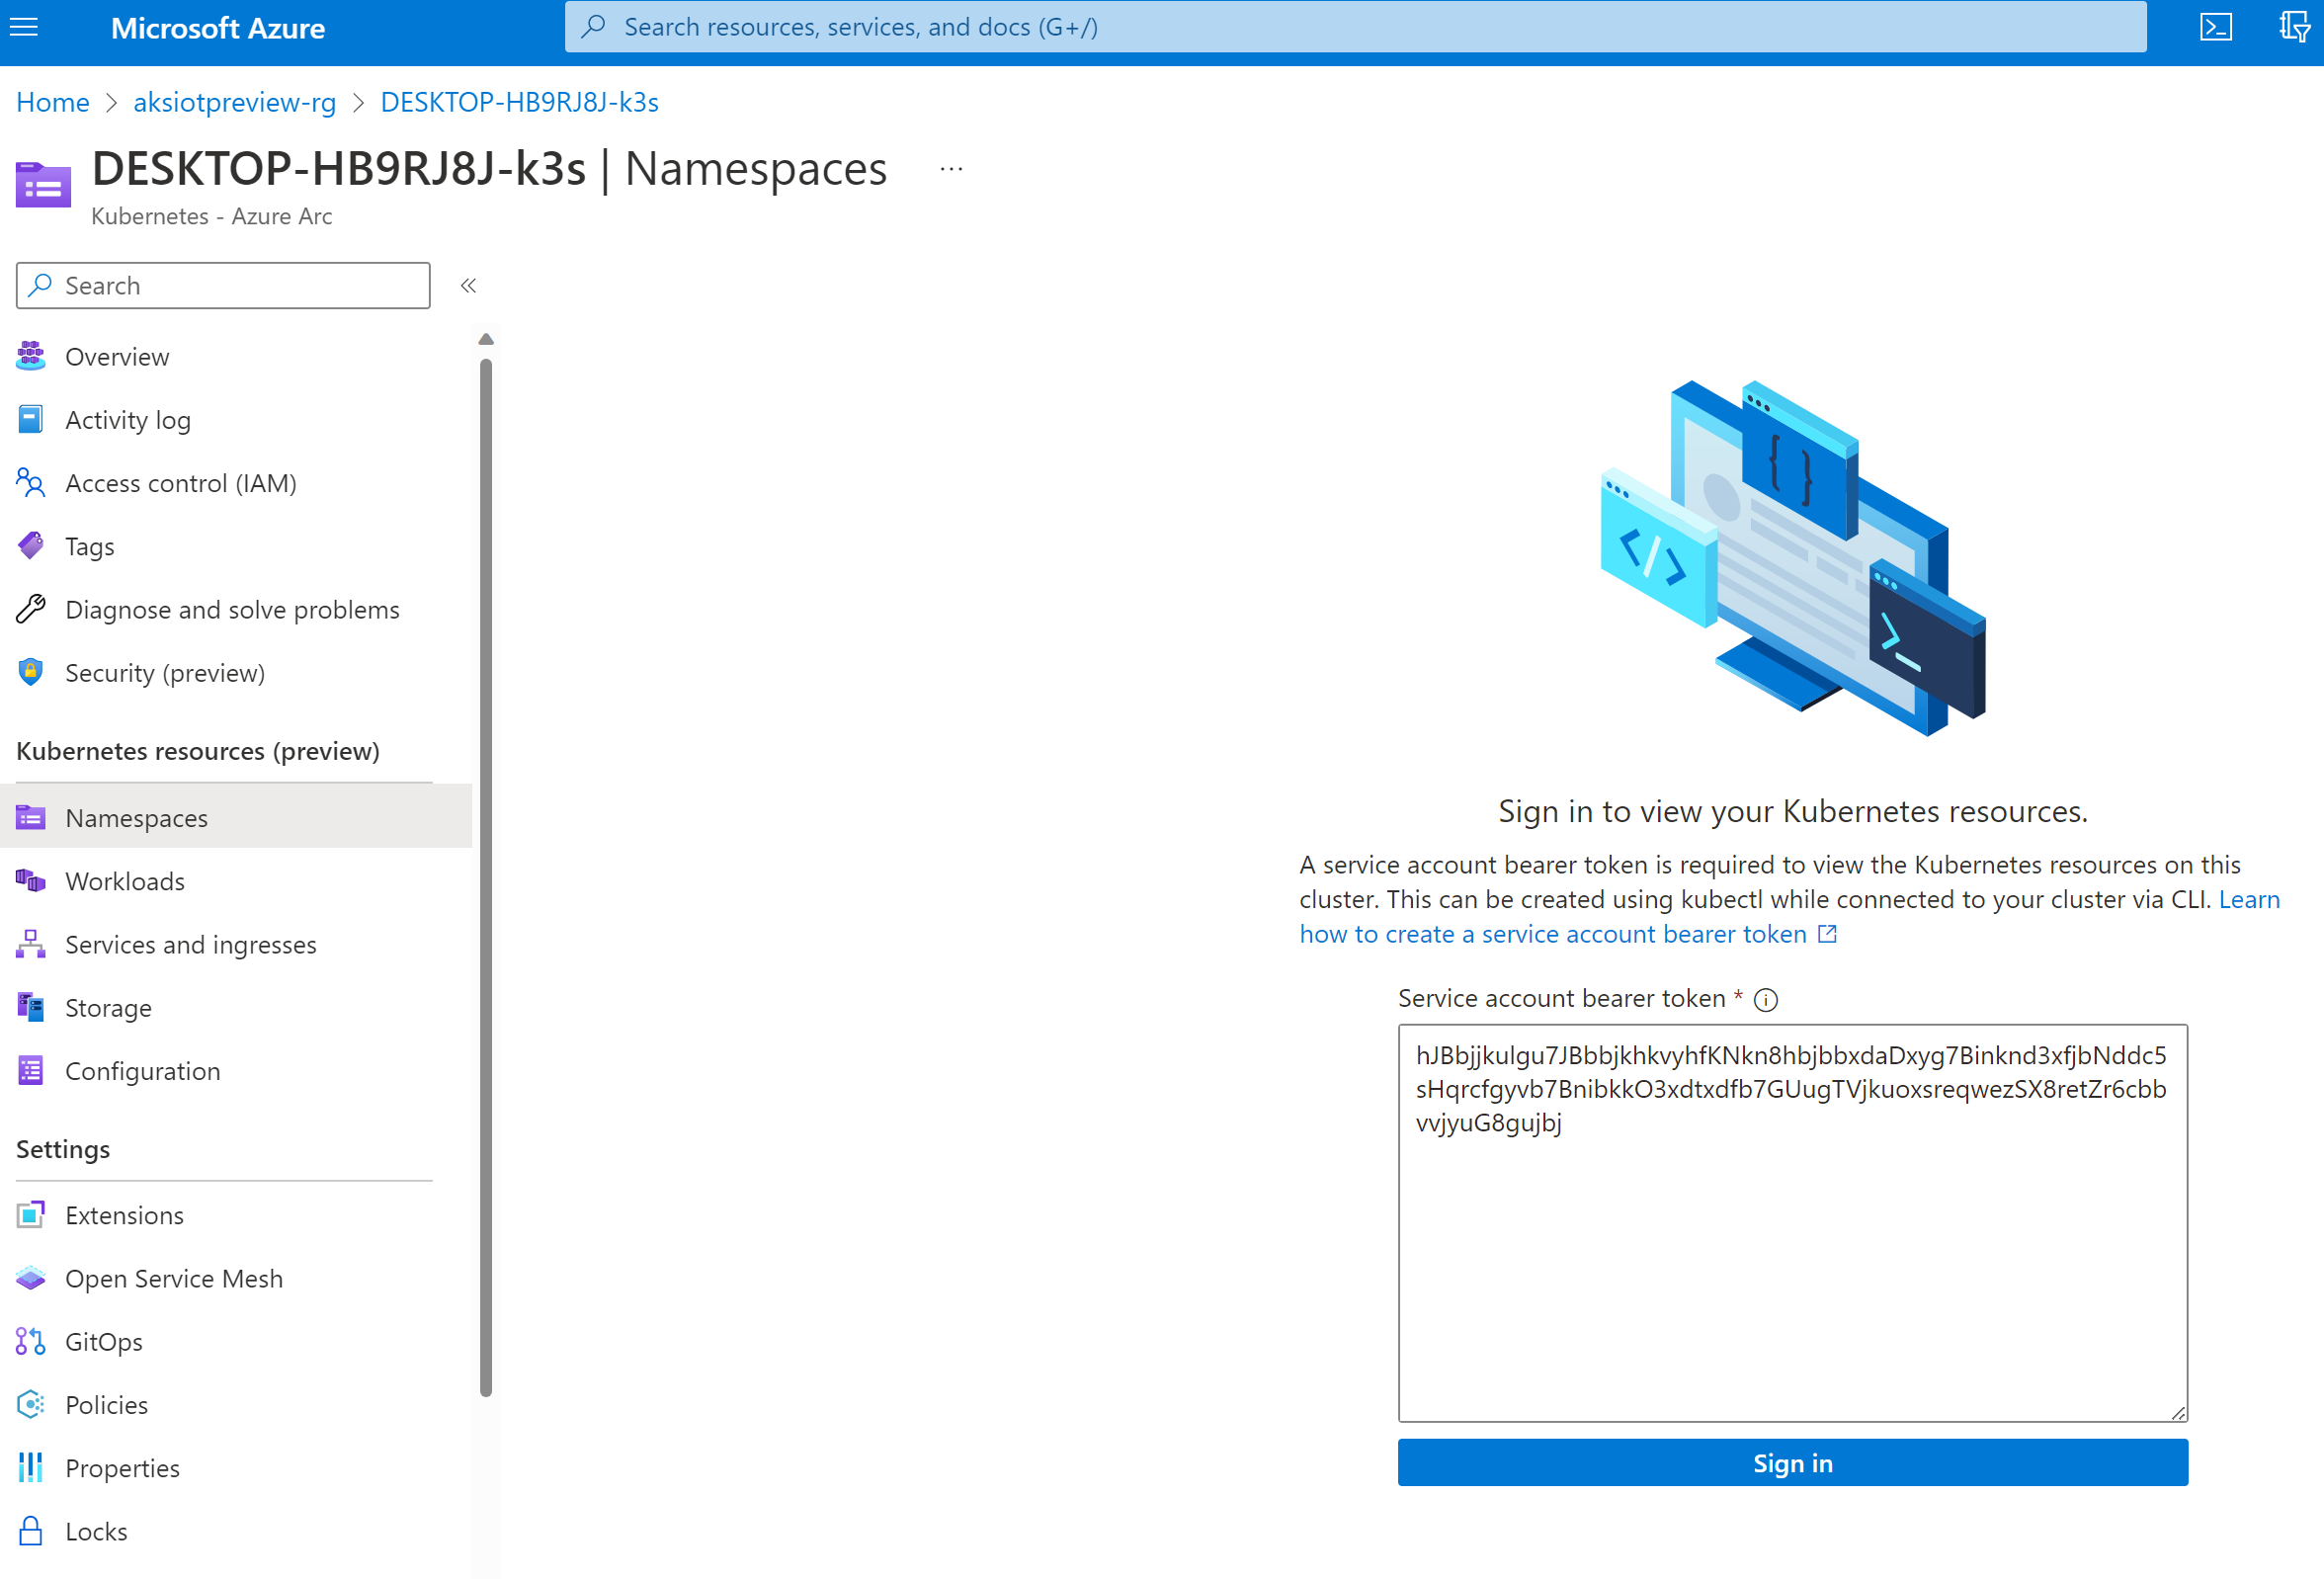 Microsoft Azure
Search resources, services, and docs (G+/)
Home > aksiotpreview-rg > DESKTOP-HB9RJ8J-k3s
DESKTOP-HB9RJ8J-k3s | Namespaces ...
Kubernetes - Azure Arc
Search
Overview
Activity log
Access control (IAM)
Tags
Diagnose and solve problems
Security (preview)
Kubernetes resources (preview)
Namespaces
Workloads
Services and ingresses
Storage
Configuration
Settings
Extensions
Open Service Mesh
GitOps
Policies
Properties
Locks
Sign in to view your Kubernetes resources.
A service account bearer token is required to view the Kubernetes resources on this
cluster. This can be created using kubectl while connected to your cluster via CLI. Learn
how to create a service account bearer token
Service account bearer token *
hJBbjjkulgu7JBbbjkhkvyhfKNkn8hbjbbxdaDxyg7Binknd3xfjbNddc5
sHqrcfgyvb7BnibkkO3xdtxdfb7GUugTVjkuoxsreqwezSX8retZr6cbb
vvjyuG8gujbj
Sign in